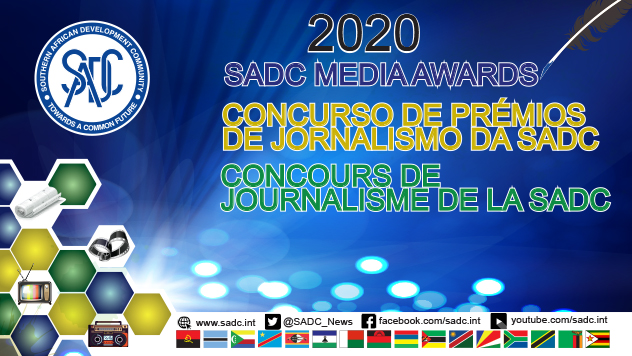 SOUTHERN AFRICAN DEVELOPMENT COMMUNITY
SADC
TOWARDS A COMMON FUTURE
2020
SADC MEDIA AWARDS
CONCURSO DE PRÉMIOS
DE JORNALISMO DA SADC
CONCOURS DE
JOURNALISME DE LA SADC
www.sadc.int @SADC_News facebook.com/sadc.int youtube.com/sadc.int